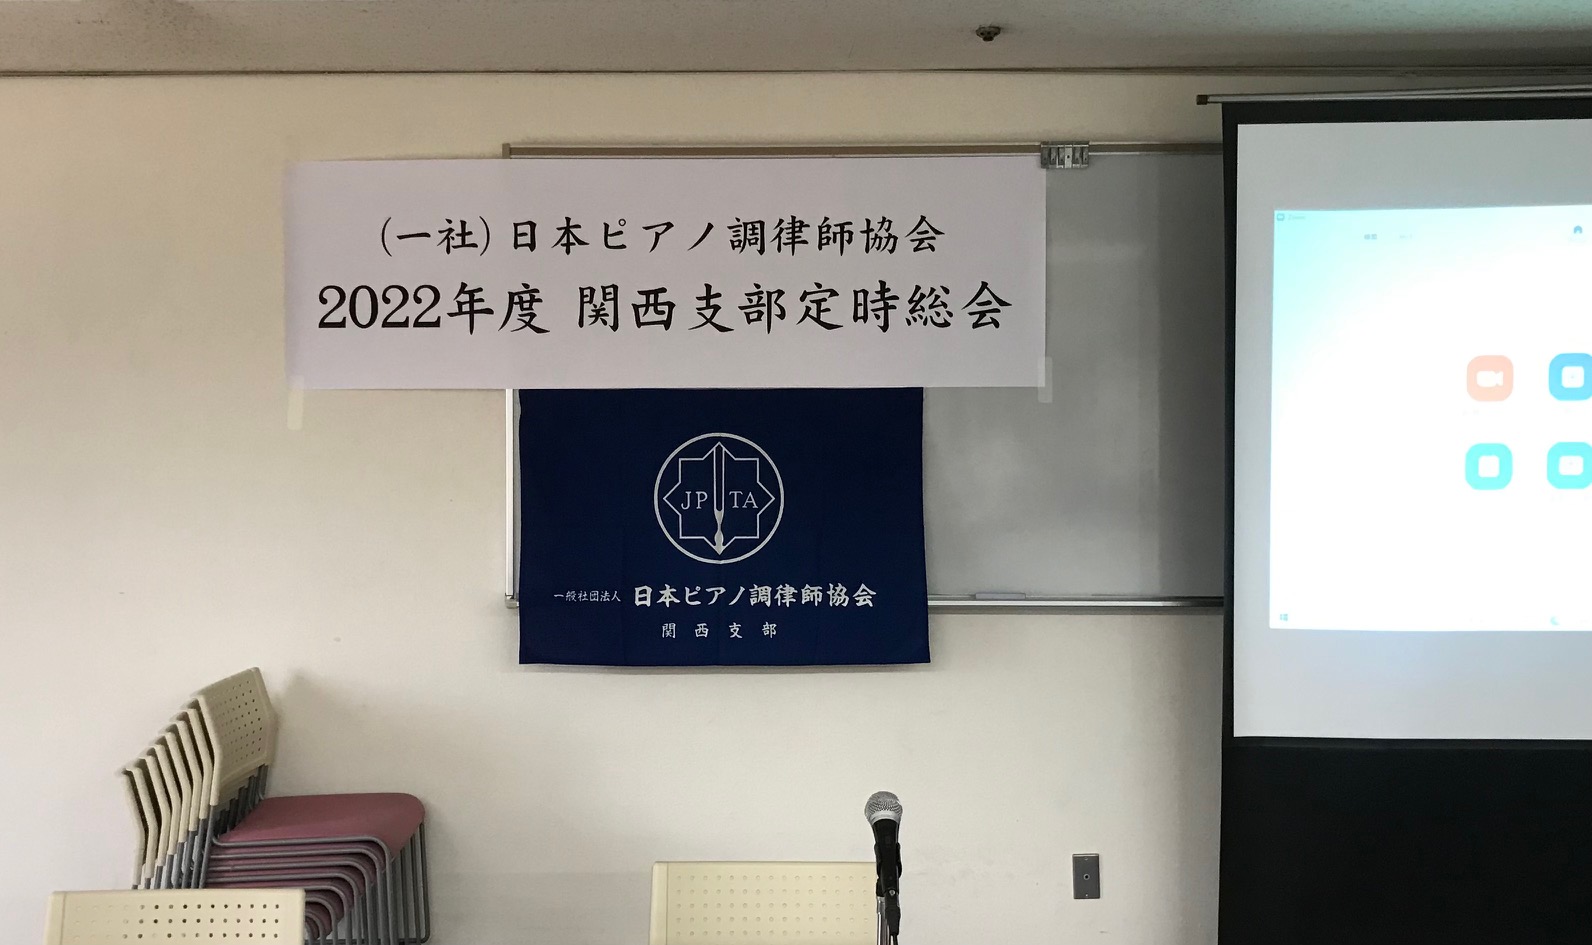 (一社)日本ピアノ調律師協会
2022年度 関西支部定時総会
JPTA
一般社団法人 日本ピアノ調律師協会
関西支部